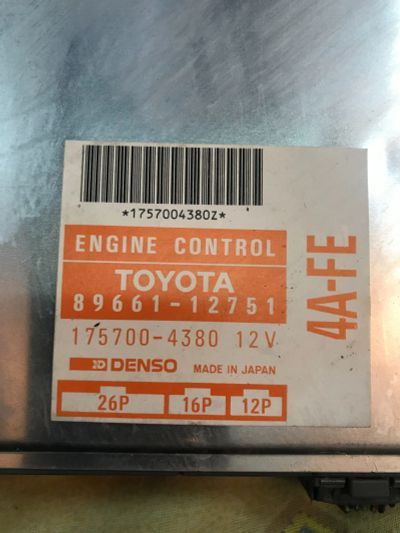 *1757004380Z*
ENGINE CONTROL
TOYOTA
89661-12751
175700-4380 12V
DENSO MADE IN JAPAN
26P 16P 12P
4A-FE